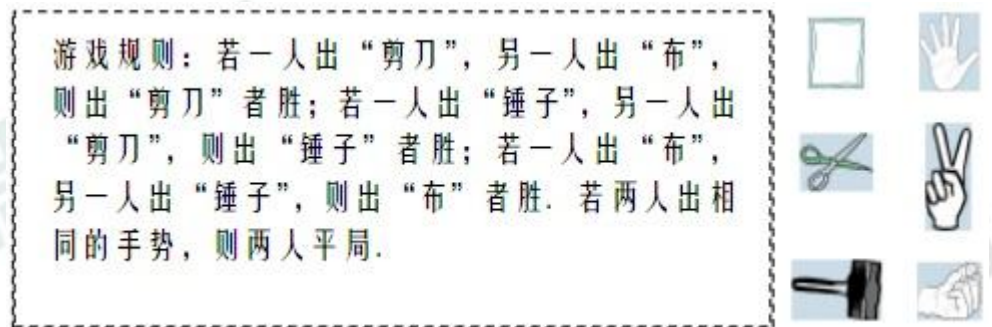 游戏规则：若一人出“剪刀”，另一人出“布”，
则出“剪刀”者胜；若一人出“锤子”，另一人出
“剪刀”，则出“锤子”者胜；若一人出“布”，
另一人出“锤子”，则出“布”者胜．若两人出相
同的手势，则两人平局．